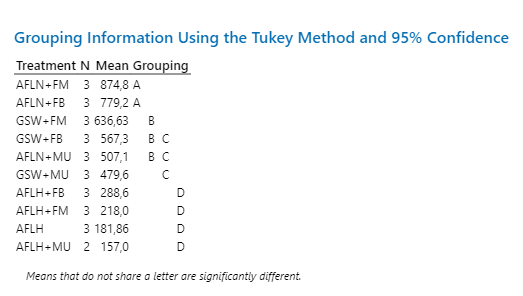 Grouping Information Using the Tukey Method and 95% Confidence
Treatment N Mean Grouping
AFLN+FM 3 874,8 A
AFLN+FB 3 779,2 A
GSW+FM 3 636,63 B
GSW+FB 3 567,3 B C
AFLN+MU 3 507,1 B C
GSW+MU 3 479,6 C
AFLH+FB 3 288,6 D
AFLH+FM 3 218,0 D
AFLH 3 181,86 D
AFLH+MU 2 157,0 D
Means that do not share a letter are significantly different.